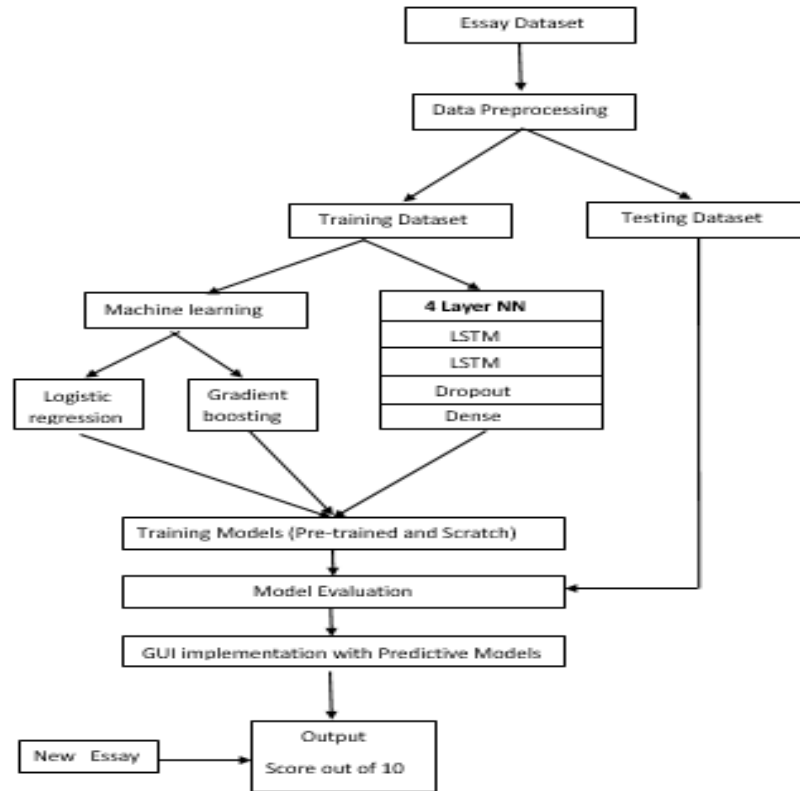 Essay Dataset
Data Preprocessing
Training Dataset
Testing Dataset
Machine learning
4 Layer NN
LSTM
LSTM
Dropout
Dense
Logistic
regression
Gradient
boosting
Training Models (Pre-trained and Scratch)
Model Evaluation
GUI implementation with Predictive Models
Output
Score out of 10
New Essay